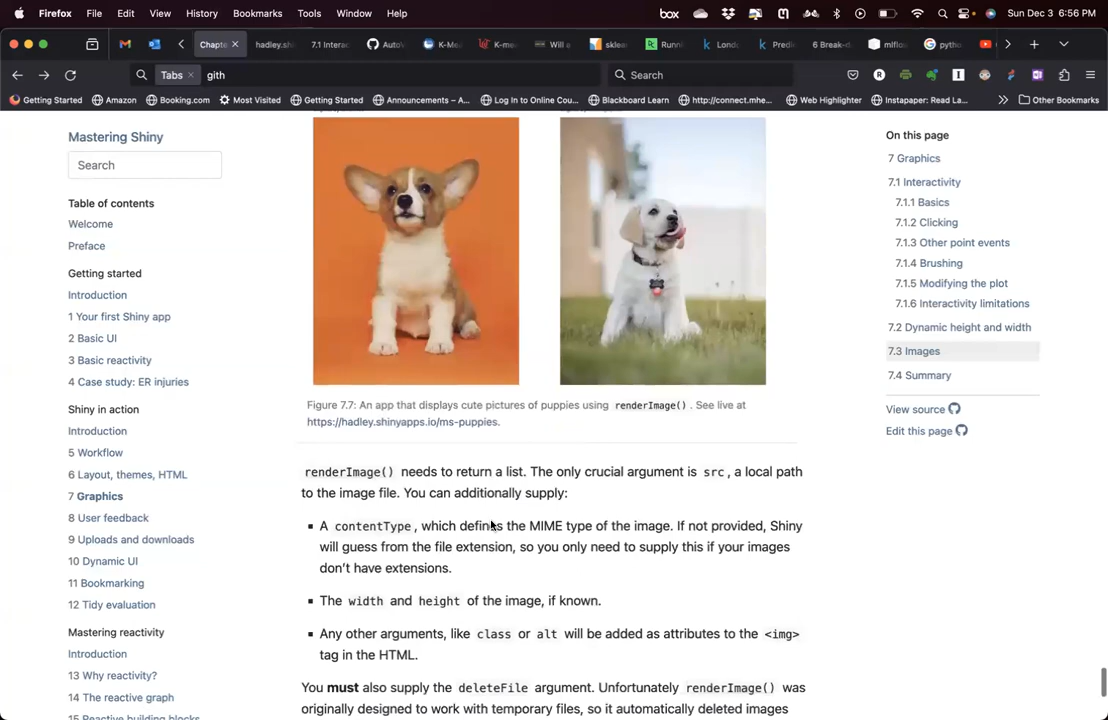 Firefox File Edit View History Bookmarks Tools Window Help box Sun Dec 3 6:56 PM
Chapte hadley.sh 7.1 Interac AutoV K-Me K-me Will sklea Runni Lond Predi 6 Break-d mlflo pytho
Tabs gith Search
Getting Started Amazon Booking.com Most Visited Getting Started Announcements – A... Log In to Online Cou... Blackboard Learn http://connect.mhe... Web Highlighter Instapaper: Read La... Other Bookmarks
Mastering Shiny
Search
Table of contents
Welcome
Preface
Getting started
Introduction
1 Your first Shiny app
2 Basic UI
3 Basic reactivity
4 Case study: ER injuries
Shiny in action
Introduction
5 Workflow
6 Layout, themes, HTML
7 Graphics
8 User feedback
9 Uploads and downloads
10 Dynamic UI
11 Bookmarking
12 Tidy evaluation
Mastering reactivity
Introduction
13 Why reactivity?
14 The reactive graph
15 Reactive building blocks
Figure 7.7: An app that displays cute pictures of puppies using renderImage(). See live at
https://hadley.shinyapps.io/ms-puppies.
renderImage() needs to return a list. The only crucial argument is src, a local path
to the image file. You can additionally supply:
▪ A contentType, which defines the MIME type of the image. If not provided, Shiny
will guess from the file extension, so you only need to supply this if your images
don’t have extensions.
▪ The width and height of the image, if known.
▪ Any other arguments, like class or alt will be added as attributes to the <img>
tag in the HTML.
You must also supply the deleteFile argument. Unfortunately renderImage() was
originally designed to work with temporary files, so it automatically deleted images
On this page
7 Graphics
7.1 Interactivity
7.1.1 Basics
7.1.2 Clicking
7.1.3 Other point events
7.1.4 Brushing
7.1.5 Modifying the plot
7.1.6 Interactivity limitations
7.2 Dynamic height and width
7.3 Images
7.4 Summary
View source
Edit this page